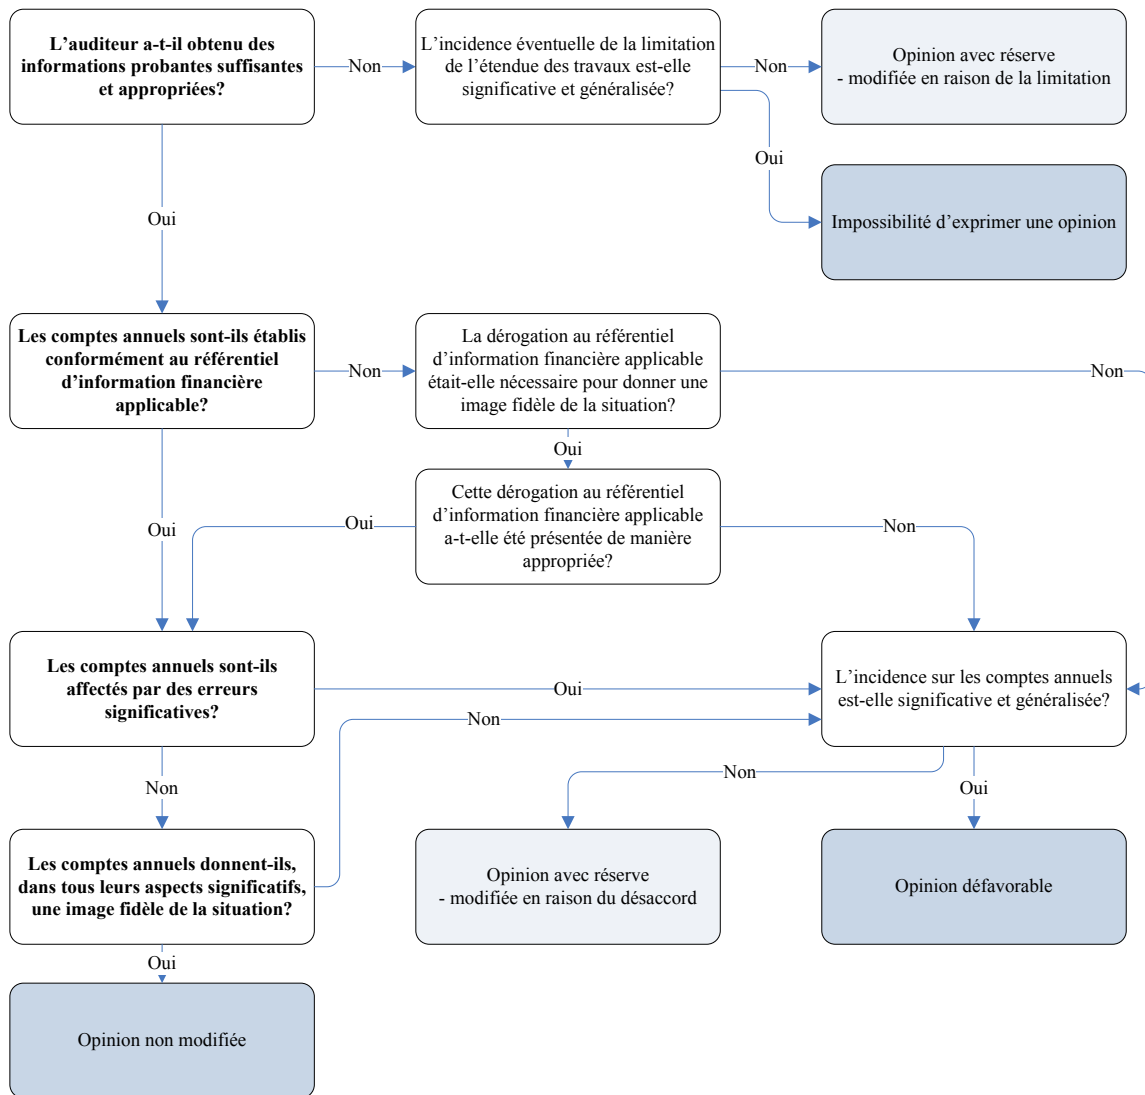 L’auditeur a-t-il obtenu des
informations probantes suffisantes
et appropriées?
Non
L’incidence éventuelle de la limitation
de l’étendue des travaux est-elle
significative et généralisée?
Non
Opinion avec réserve
- modifiée en raison de la limitation
Oui
Impossibilité d’exprimer une opinion
Oui
Les comptes annuels sont-ils établis
conformément au référentiel
d’information financière
applicable?
Non
La dérogation au référentiel
d’information financière applicable
était-elle nécessaire pour donner une
image fidèle de la situation?
Non
Oui
Cette dérogation au référentiel
d’information financière applicable
a-t-elle été présentée de manière
appropriée?
Oui
Oui
Non
Les comptes annuels sont-ils
affectés par des erreurs
significatives?
Oui
Non
L’incidence sur les comptes annuels
est-elle significative et généralisée?
Non
Non
Oui
Les comptes annuels donnent-ils,
dans tous leurs aspects significatifs,
une image fidèle de la situation?
Opinion avec réserve
- modifiée en raison du désaccord
Opinion défavorable
Oui
Opinion non modifiée